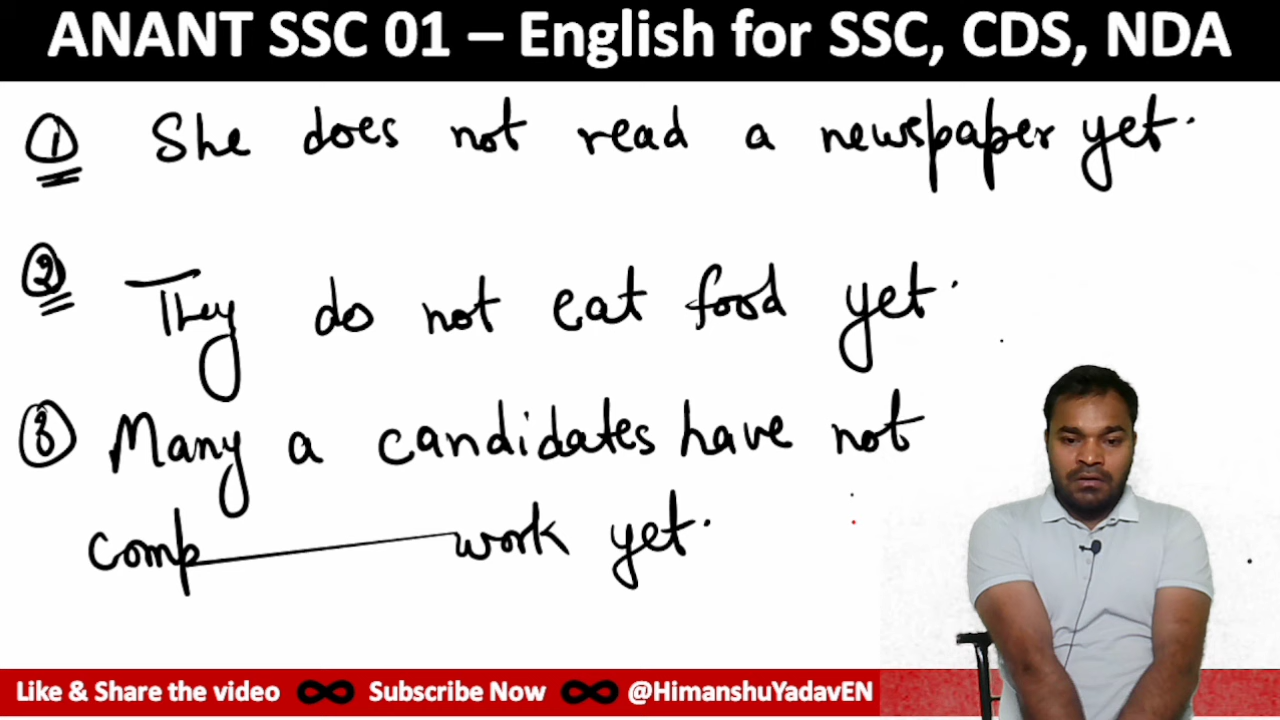 ANANT SSC 01 – English for SSC, CDS, NDA
① She does not read a newspaper yet.
② They do not eat food yet.
③ Many a candidates have not
comp work yet.
Like & Share the video Subscribe Now @HimanshuYadavEN